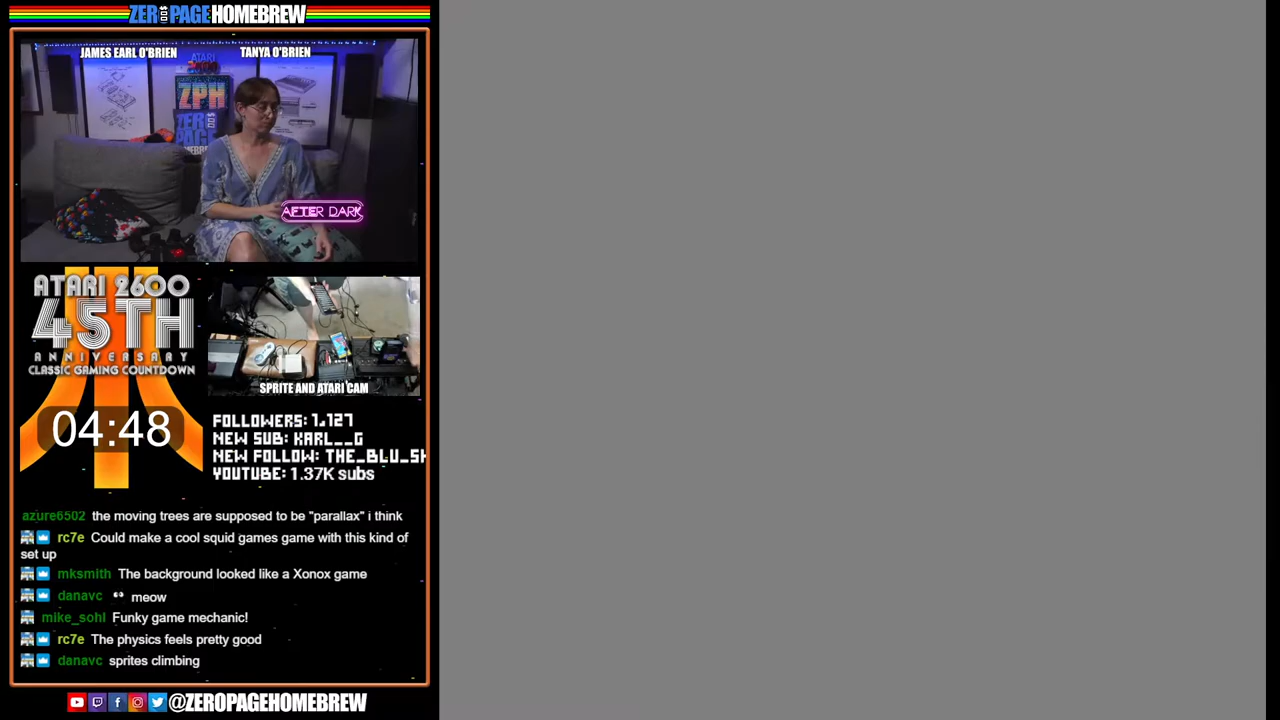 ZEROPAGE HOMEBREW
JAMES EARL O'BRIEN
TANYA O'BRIEN
ATARI
ZPH
ZERO
PAGE
AFTER DARK
ATARI 2600
45TH
ANNIVERSARY
CLASSIC GAMING COUNTDOWN
04:48
SPRITE AND ATARI CAM
FOLLOWERS: 1,127
NEW SUB: KARL__G
NEW FOLLOW: THE_BLU_SH
YOUTUBE: 1.37K subs
azure6502 the moving trees are supposed to be "parallax" i think
rc7e Could make a cool squid games game with this kind of
set up
mksmith The background looked like a Xonox game
danavc meow
mike_sohl Funky game mechanic!
rc7e The physics feels pretty good
danavc sprites climbing
@ZEROPAGEHOMEBREW